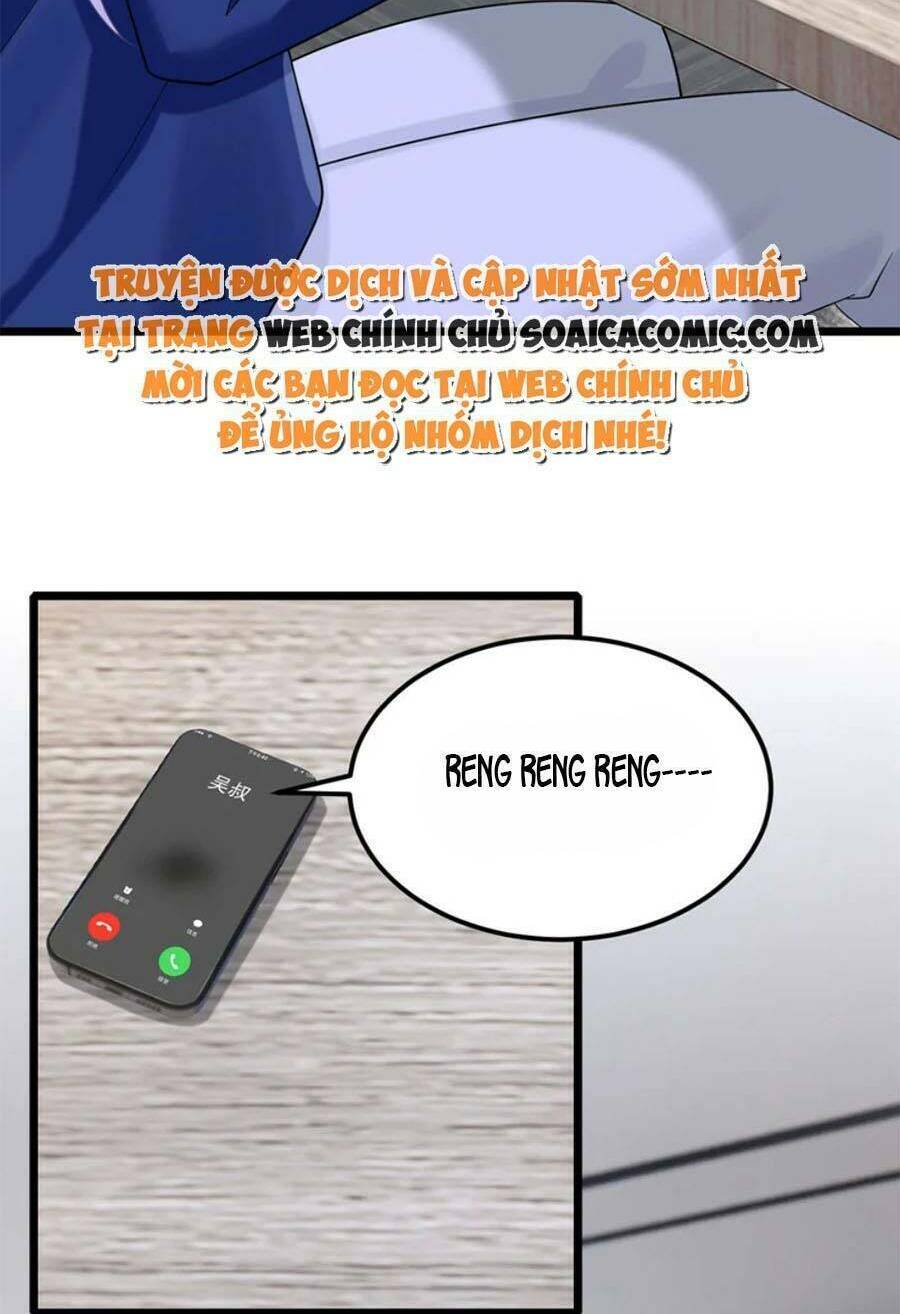 TRUYỆN ĐƯỢC DỊCH VÀ CẬP NHẬT SỚM NHẤT
TẠI TRANG WEB CHÍNH CHỦ SOAICACOMIC.COM
MỜI CÁC BẠN ĐỌC TẠI WEB CHÍNH CHỦ
ĐỂ ỦNG HỘ NHÓM DỊCH NHÉ!
吴叔
RENG RENG RENG----